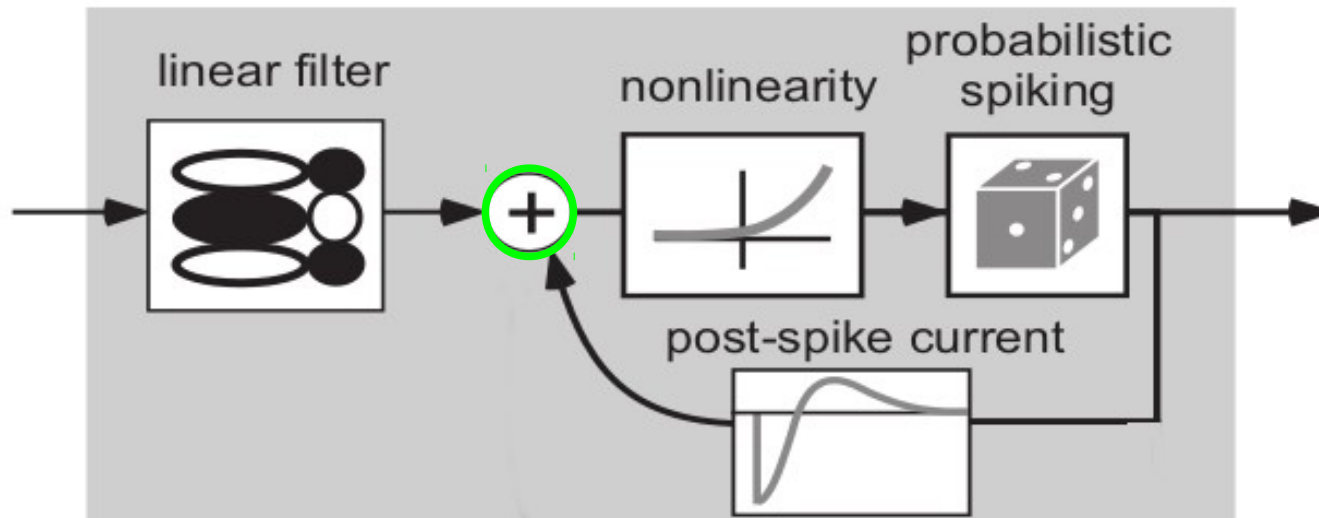 linear filter
nonlinearity
probabilistic
spiking
+
post-spike current